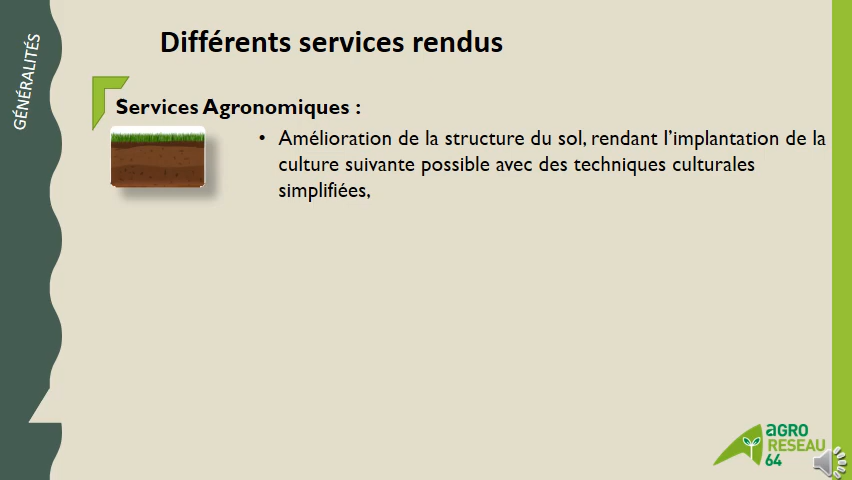 GÉNÉRALITÉS
Différents services rendus
Services Agronomiques :
• Amélioration de la structure du sol, rendant l’implantation de la
culture suivante possible avec des techniques culturales
simplifiées,
AGRO
RESEAU
64